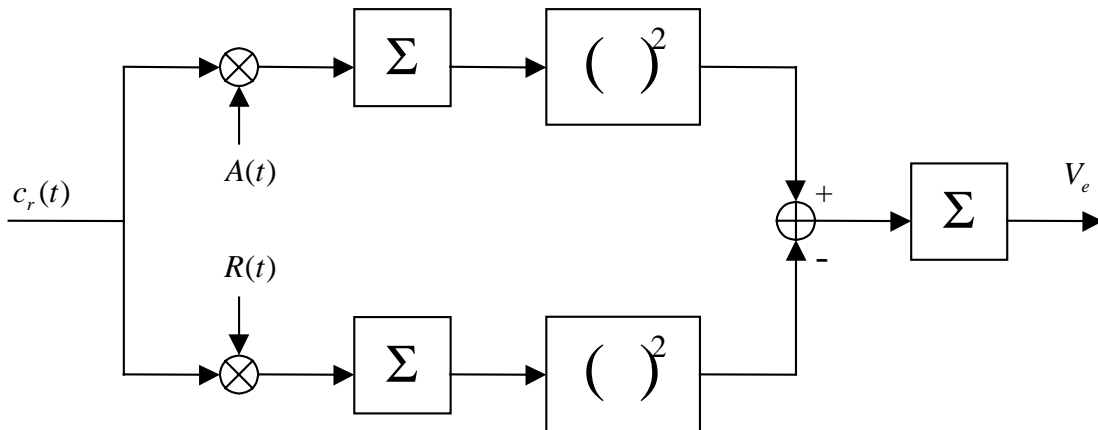 Σ
( )²
A(t)
c_r(t)
+
V_e
Σ
-
R(t)
Σ
( )²